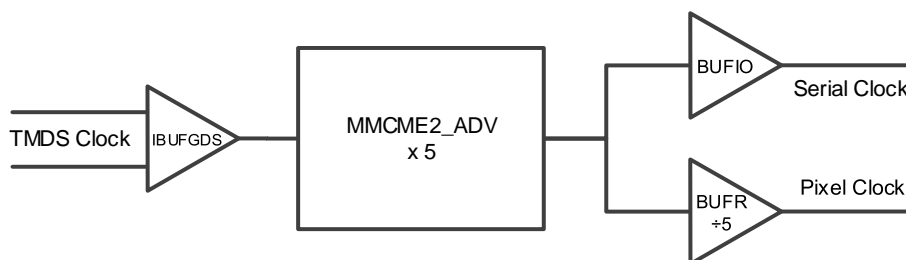 TMDS Clock
IBUFGDS
MMCME2_ADV
x 5
BUFIO
Serial Clock
BUFR
÷5
Pixel Clock